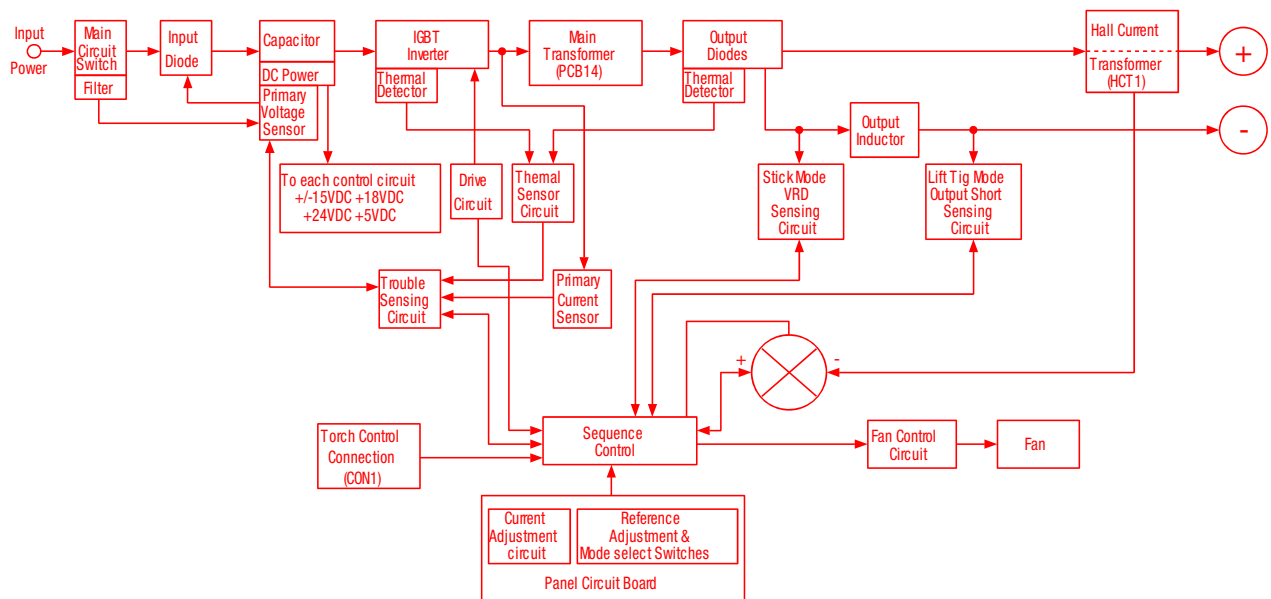 Input
Power
Main
Circuit
Switch
Filter
Input
Diode
Capacitor
DC Power
Primary
Voltage
Sensor
IGBT
Inverter
Thermal
Detector
Main
Transformer
(PCB14)
Output
Diodes
Thermal
Detector
Hall Current
Transformer
(HCT1)
+
-
Output
Inductor
To each control circuit
+/-15VDC +18VDC
+24VDC +5VDC
Drive
Circuit
Themal
Sensor
Circuit
Stick Mode
VRD
Sensing
Circuit
Lift Tig Mode
Output Short
Sensing
Circuit
Trouble
Sensing
Circuit
Primary
Current
Sensor
+
-
Torch Control
Connection
(CON1)
Sequence
Control
Fan Control
Circuit
Fan
Current
Adjustment
circuit
Reference
Adjustment &
Mode select Switches
Panel Circuit Board